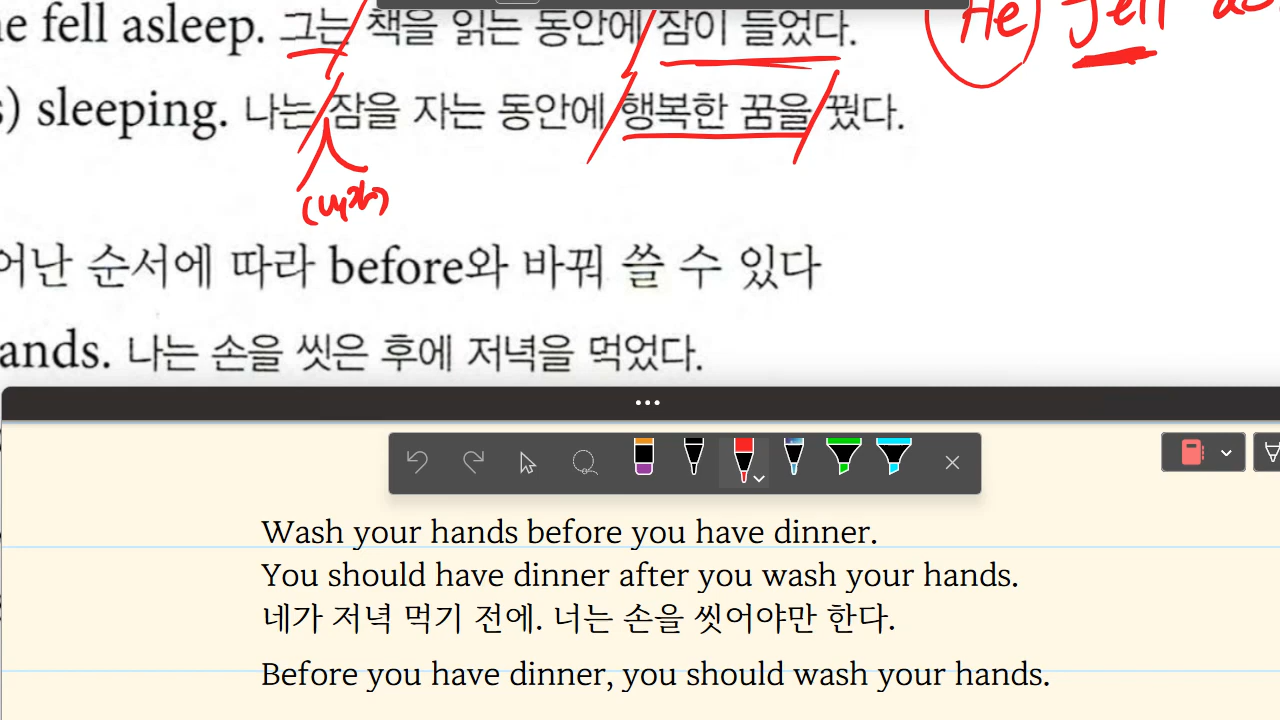 e fell asleep. 그는 책을 읽는 동안에 잠이 들었다.
He fell
s) sleeping. 나는 잠을 자는 동안에 행복한 꿈을 꿨다.
어난 순서에 따라 before와 바꿔 쓸 수 있다
ands. 나는 손을 씻은 후에 저녁을 먹었다.
Wash your hands before you have dinner.
You should have dinner after you wash your hands.
네가 저녁 먹기 전에. 너는 손을 씻어야만 한다.
Before you have dinner, you should wash your hands.